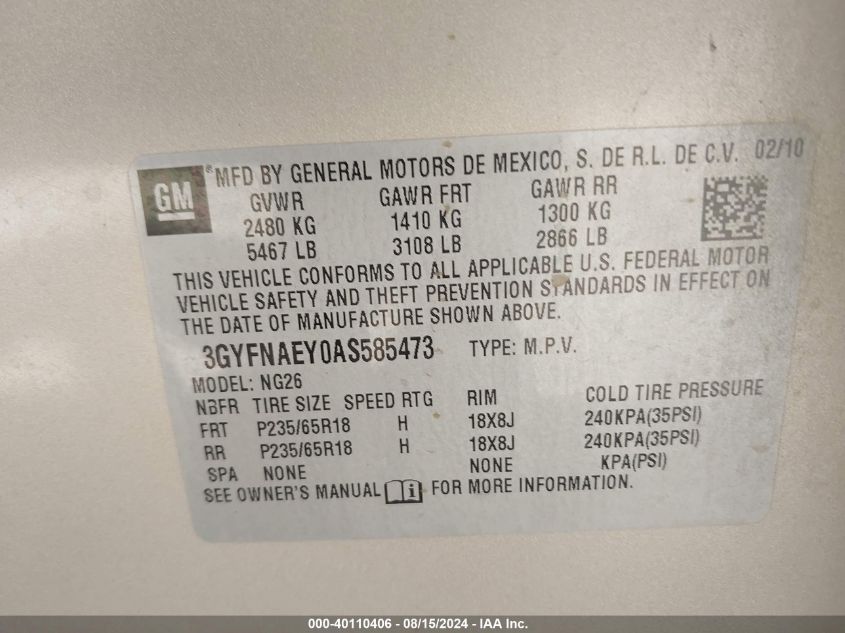 GM
® MFD BY GENERAL MOTORS DE MEXICO, S. DE R.L. DE C.V. 02/10
GVWR GAWR FRT GAWR RR
2480 KG 1410 KG 1300 KG
5467 LB 3108 LB 2866 LB
THIS VEHICLE CONFORMS TO ALL APPLICABLE U.S. FEDERAL MOTOR
VEHICLE SAFETY AND THEFT PREVENTION STANDARDS IN EFFECT ON
THE DATE OF MANUFACTURE SHOWN ABOVE.
3GYFNAEY0AS585473 TYPE: M.P.V.
MODEL: NG26
NBFR TIRE SIZE SPEED RTG RIM COLD TIRE PRESSURE
FRT P235/65R18 H 18X8J 240KPA(35PSI)
RR P235/65R18 H 18X8J 240KPA(35PSI)
SPA NONE NONE KPA(PSI)
SEE OWNER'S MANUAL i FOR MORE INFORMATION.
000-40110406 - 08/15/2024 - IAA Inc.